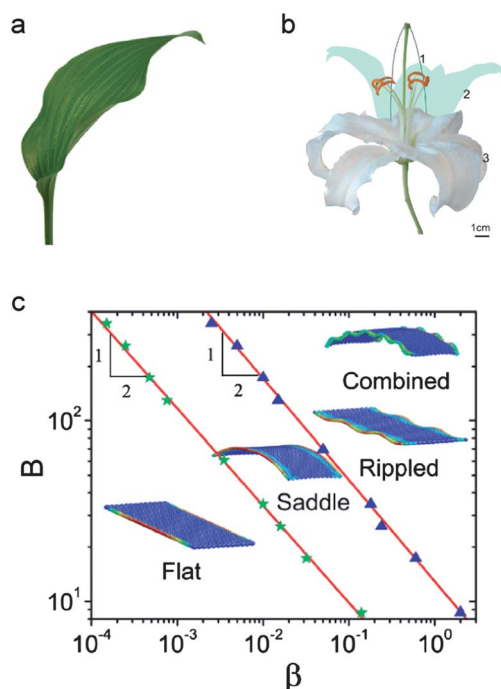 a
b
1
2
3
1cm
c
B
10²
10¹
1
2
1
2
Combined
Rippled
Saddle
Flat
10⁻⁴
10⁻³
10⁻²
10⁻¹
10⁰
β